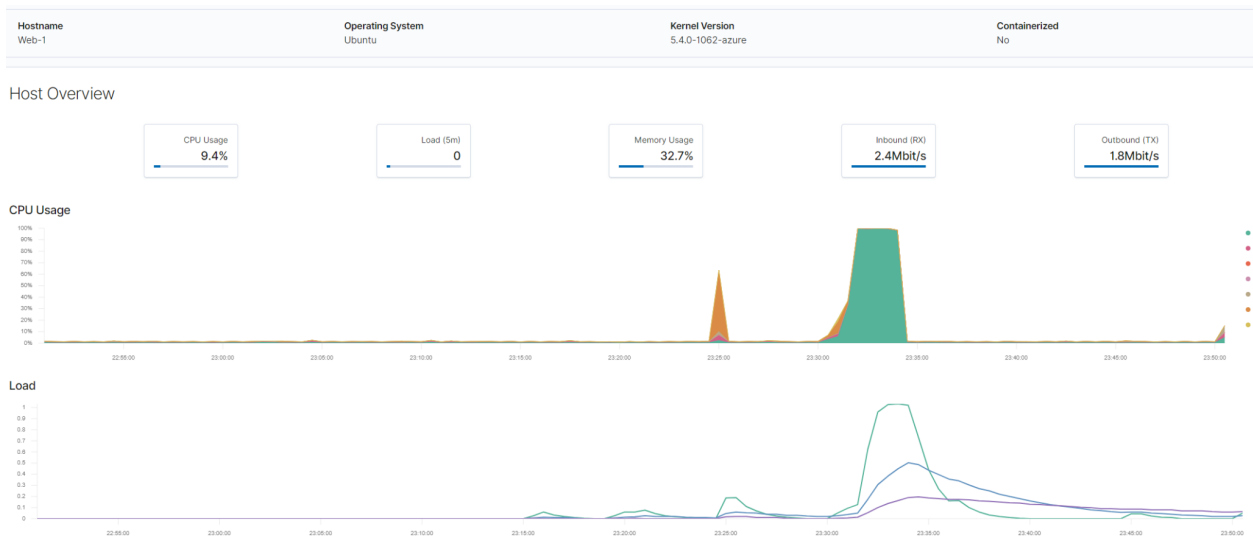 Hostname Operating System Kernel Version Containerized
Web-1 Ubuntu 5.4.0-1062-azure No
Host Overview
CPU Usage Load (5m) Memory Usage Inbound (RX) Outbound (TX)
9.4% 0 32.7% 2.4Mbit/s 1.8Mbit/s
CPU Usage
100%
90%
80%
70%
60%
50%
40%
30%
20%
10%
0%
22:55:00 23:00:00 23:05:00 23:10:00 23:15:00 23:20:00 23:25:00 23:30:00 23:35:00 23:40:00 23:45:00 23:50:00
Load
1
0.9
0.8
0.7
0.6
0.5
0.4
0.3
0.2
0.1
0
22:55:00 23:00:00 23:05:00 23:10:00 23:15:00 23:20:00 23:25:00 23:30:00 23:35:00 23:40:00 23:45:00 23:50:00